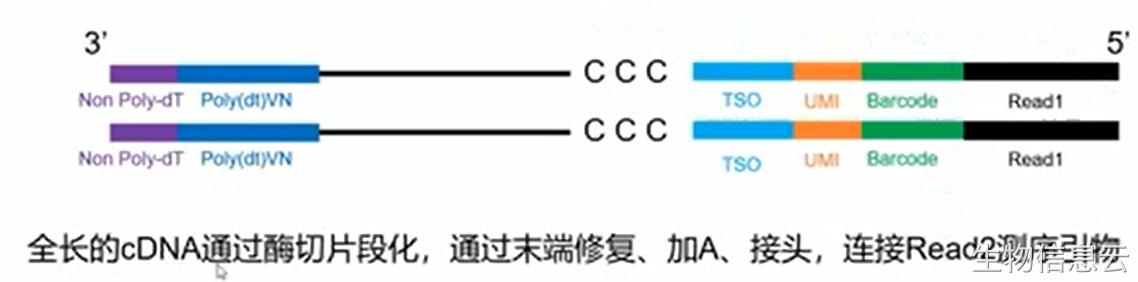 3’ 5’
C C C
Non Poly-dT Poly(dt)VN TSO UMI Barcode Read1
C C C
Non Poly-dT Poly(dt)VN TSO UMI Barcode Read1
全长的cDNA通过酶切片段化，通过末端修复、加A、接头，连接Read2测序引物
生物信息云